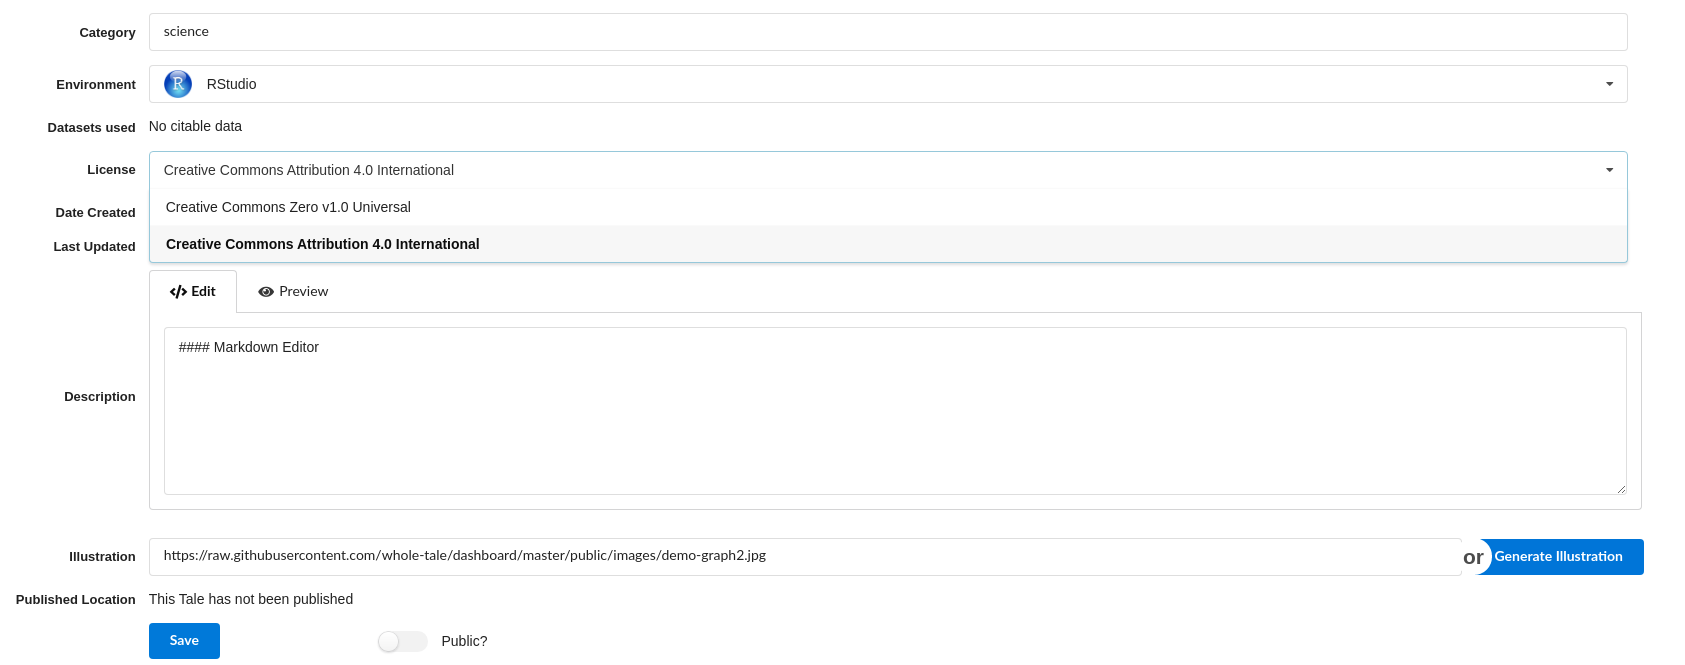 Category science
Environment R RStudio
Datasets used No citable data
License Creative Commons Attribution 4.0 International
Creative Commons Zero v1.0 Universal
Date Created
Creative Commons Attribution 4.0 International
Last Updated
Edit Preview
#### Markdown Editor
Description
Illustration https://raw.githubusercontent.com/whole-tale/dashboard/master/public/images/demo-graph2.jpg or Generate Illustration
Published Location This Tale has not been published
Save Public?